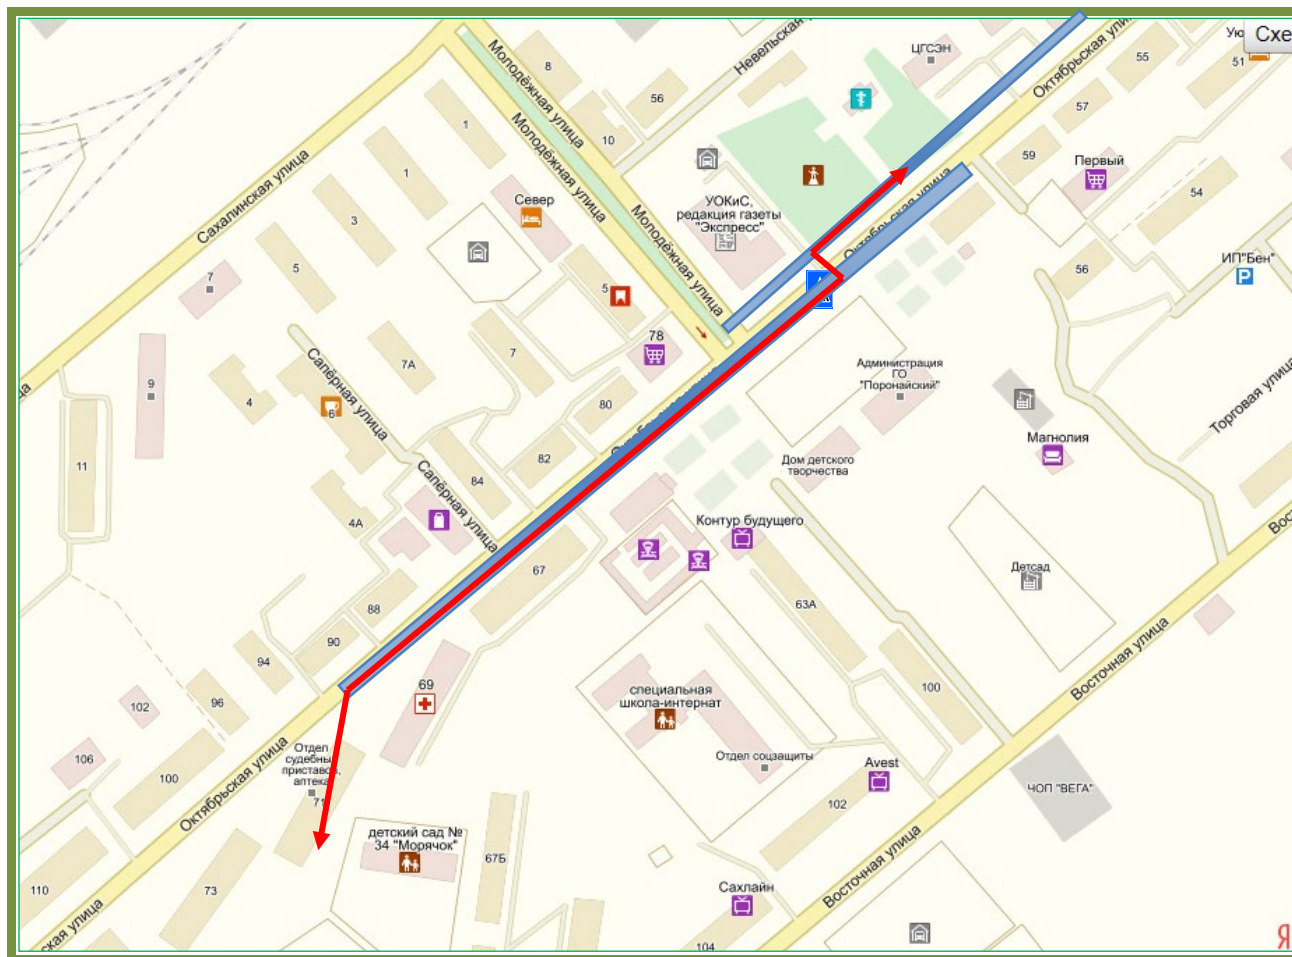 Схе
Молодёжная улица
Невельская
ЦГСЭН
Октябрьская ули
55
51
8
56
57
10
1
1
Молодёжная улица
59
Первый
54
Сахалинская улица
Север
УОКиС,
редакция газеты
"Экспресс"
Молодёжная улица
Октябрьская улица
3
5
7
5
56
ИП"Бен"
P
78
7
7А
9
4
6
Сапёрная улица
80
Администрация
ГО
"Поронайский"
Торговая улица
Магнолия
82
84
11
Сапёрная улица
Дом детского
творчества
4А
Контур будущего
Вос
67
Детсад
63А
88
90
94
96
69
102
специальная
школа-интернат
100
Восточная улица
106
100
Октябрьская улица
Отдел
судебны
приставов,
аптека
71
Отдел соцзащиты
Avest
ЧОП "ВЕГА"
102
детский сад №
34 "Морячок"
67Б
73
110
Восточная улица
Сахлайн
104
ская улица
Я